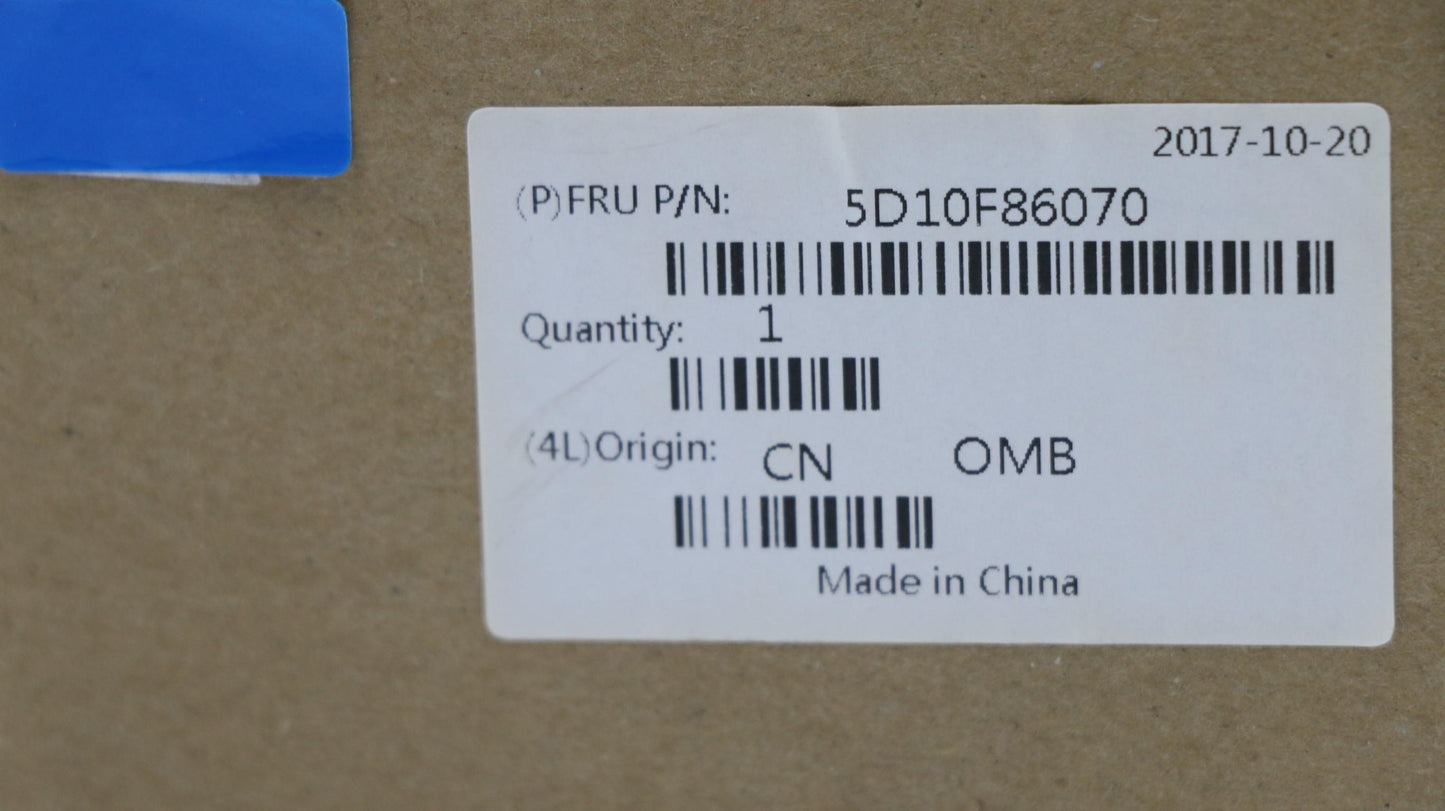 2017-10-20
(P)FRU P/N: 5D10F86070
Quantity: 1
(4L)Origin: CN OMB
Made in China